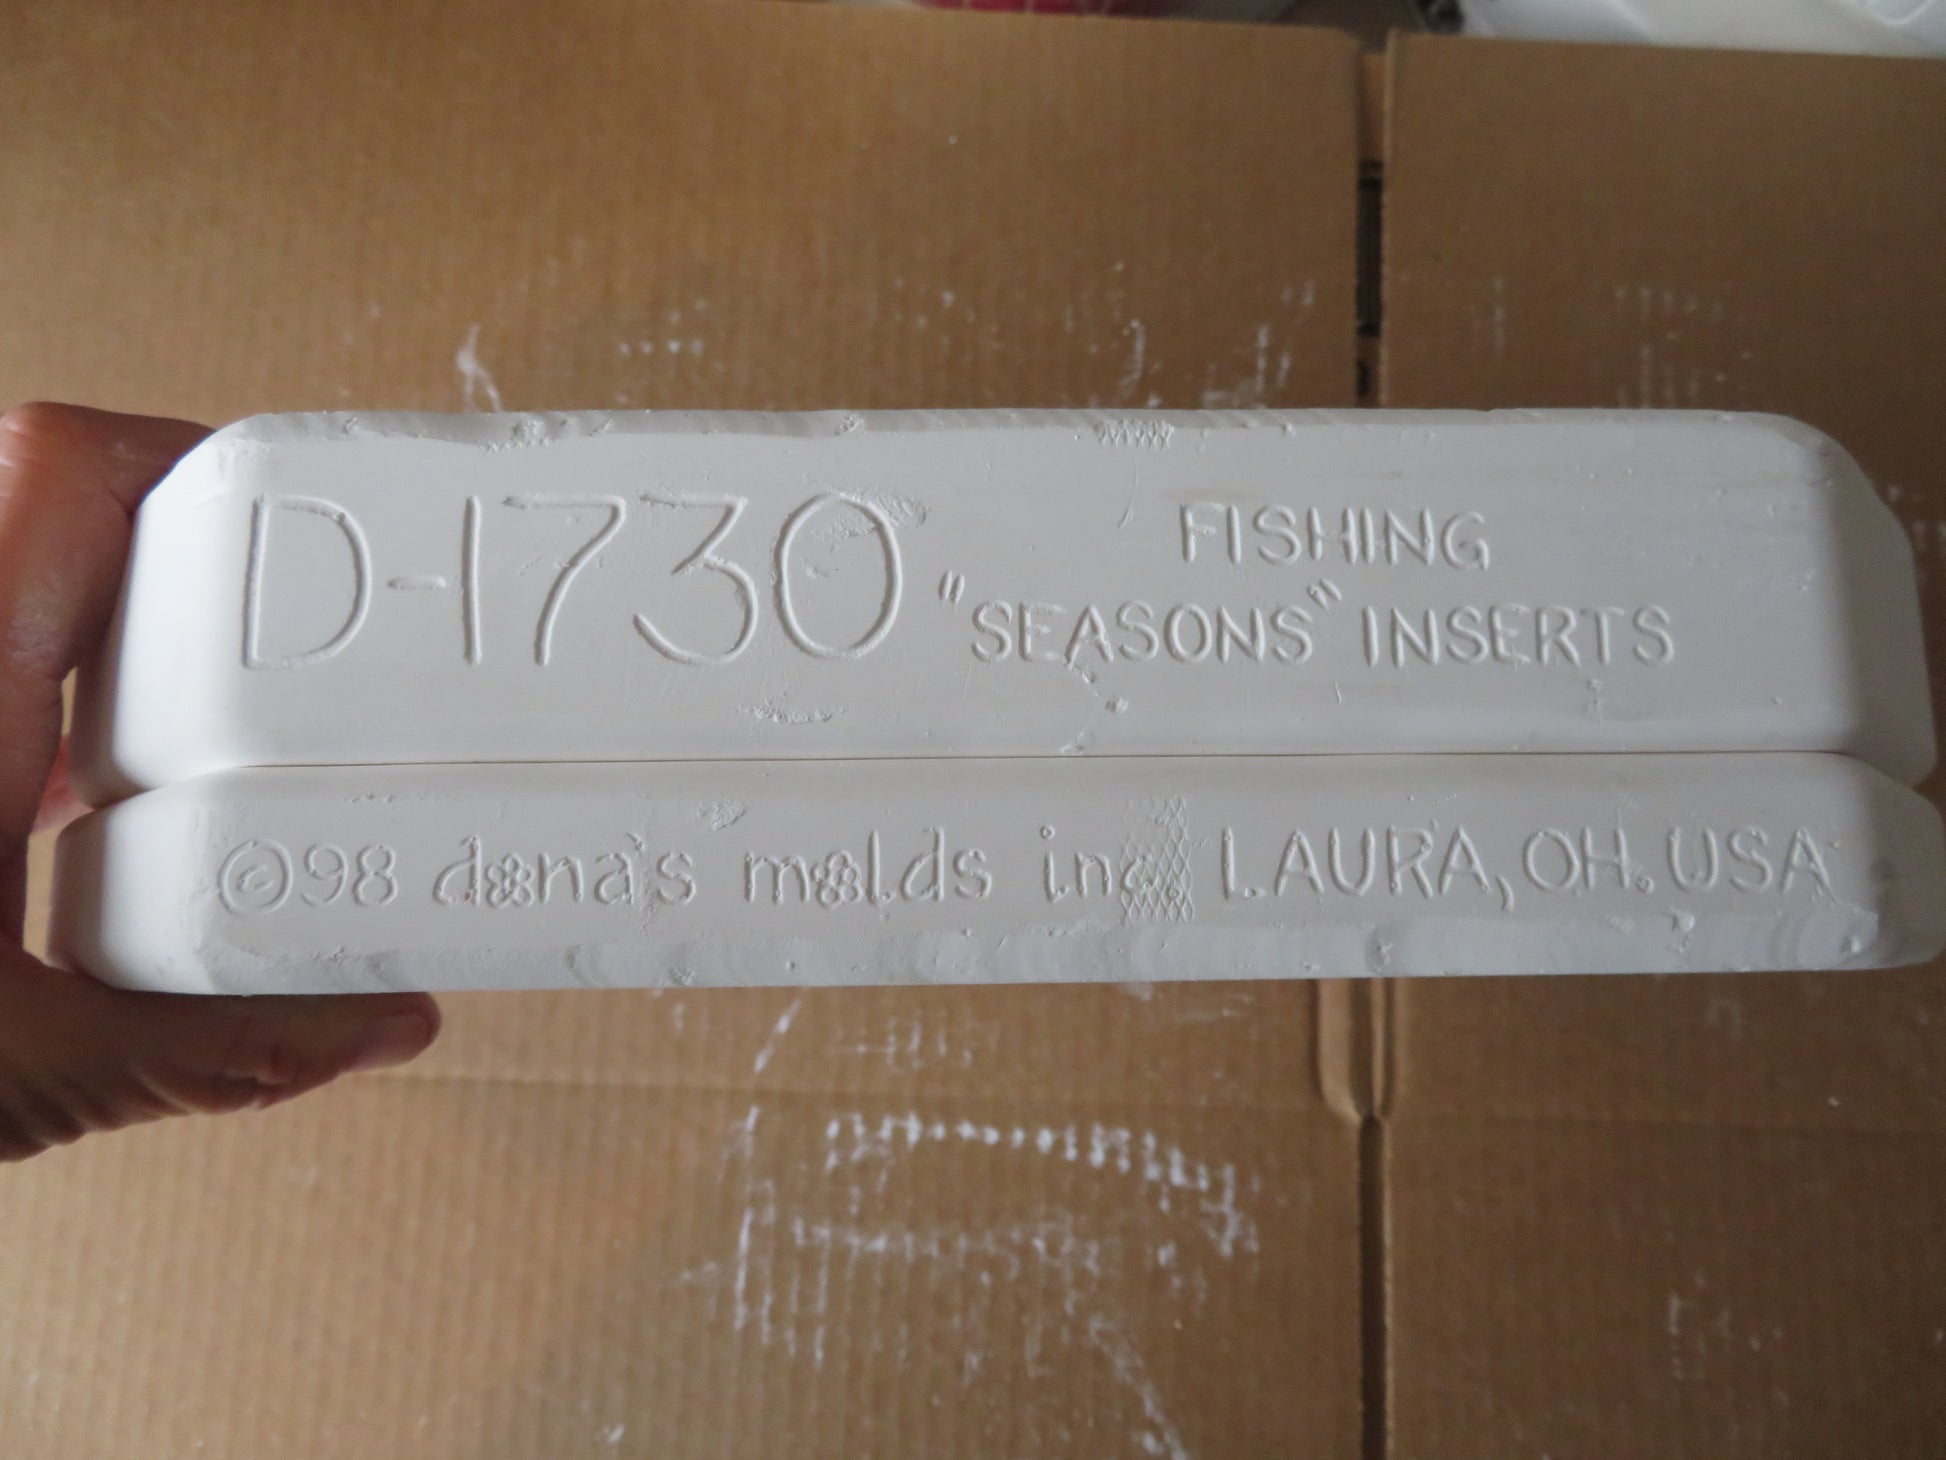 D-1730 FISHING
"SEASONS" INSERTS
©98 dona's molds inc. LAURA, OH. USA